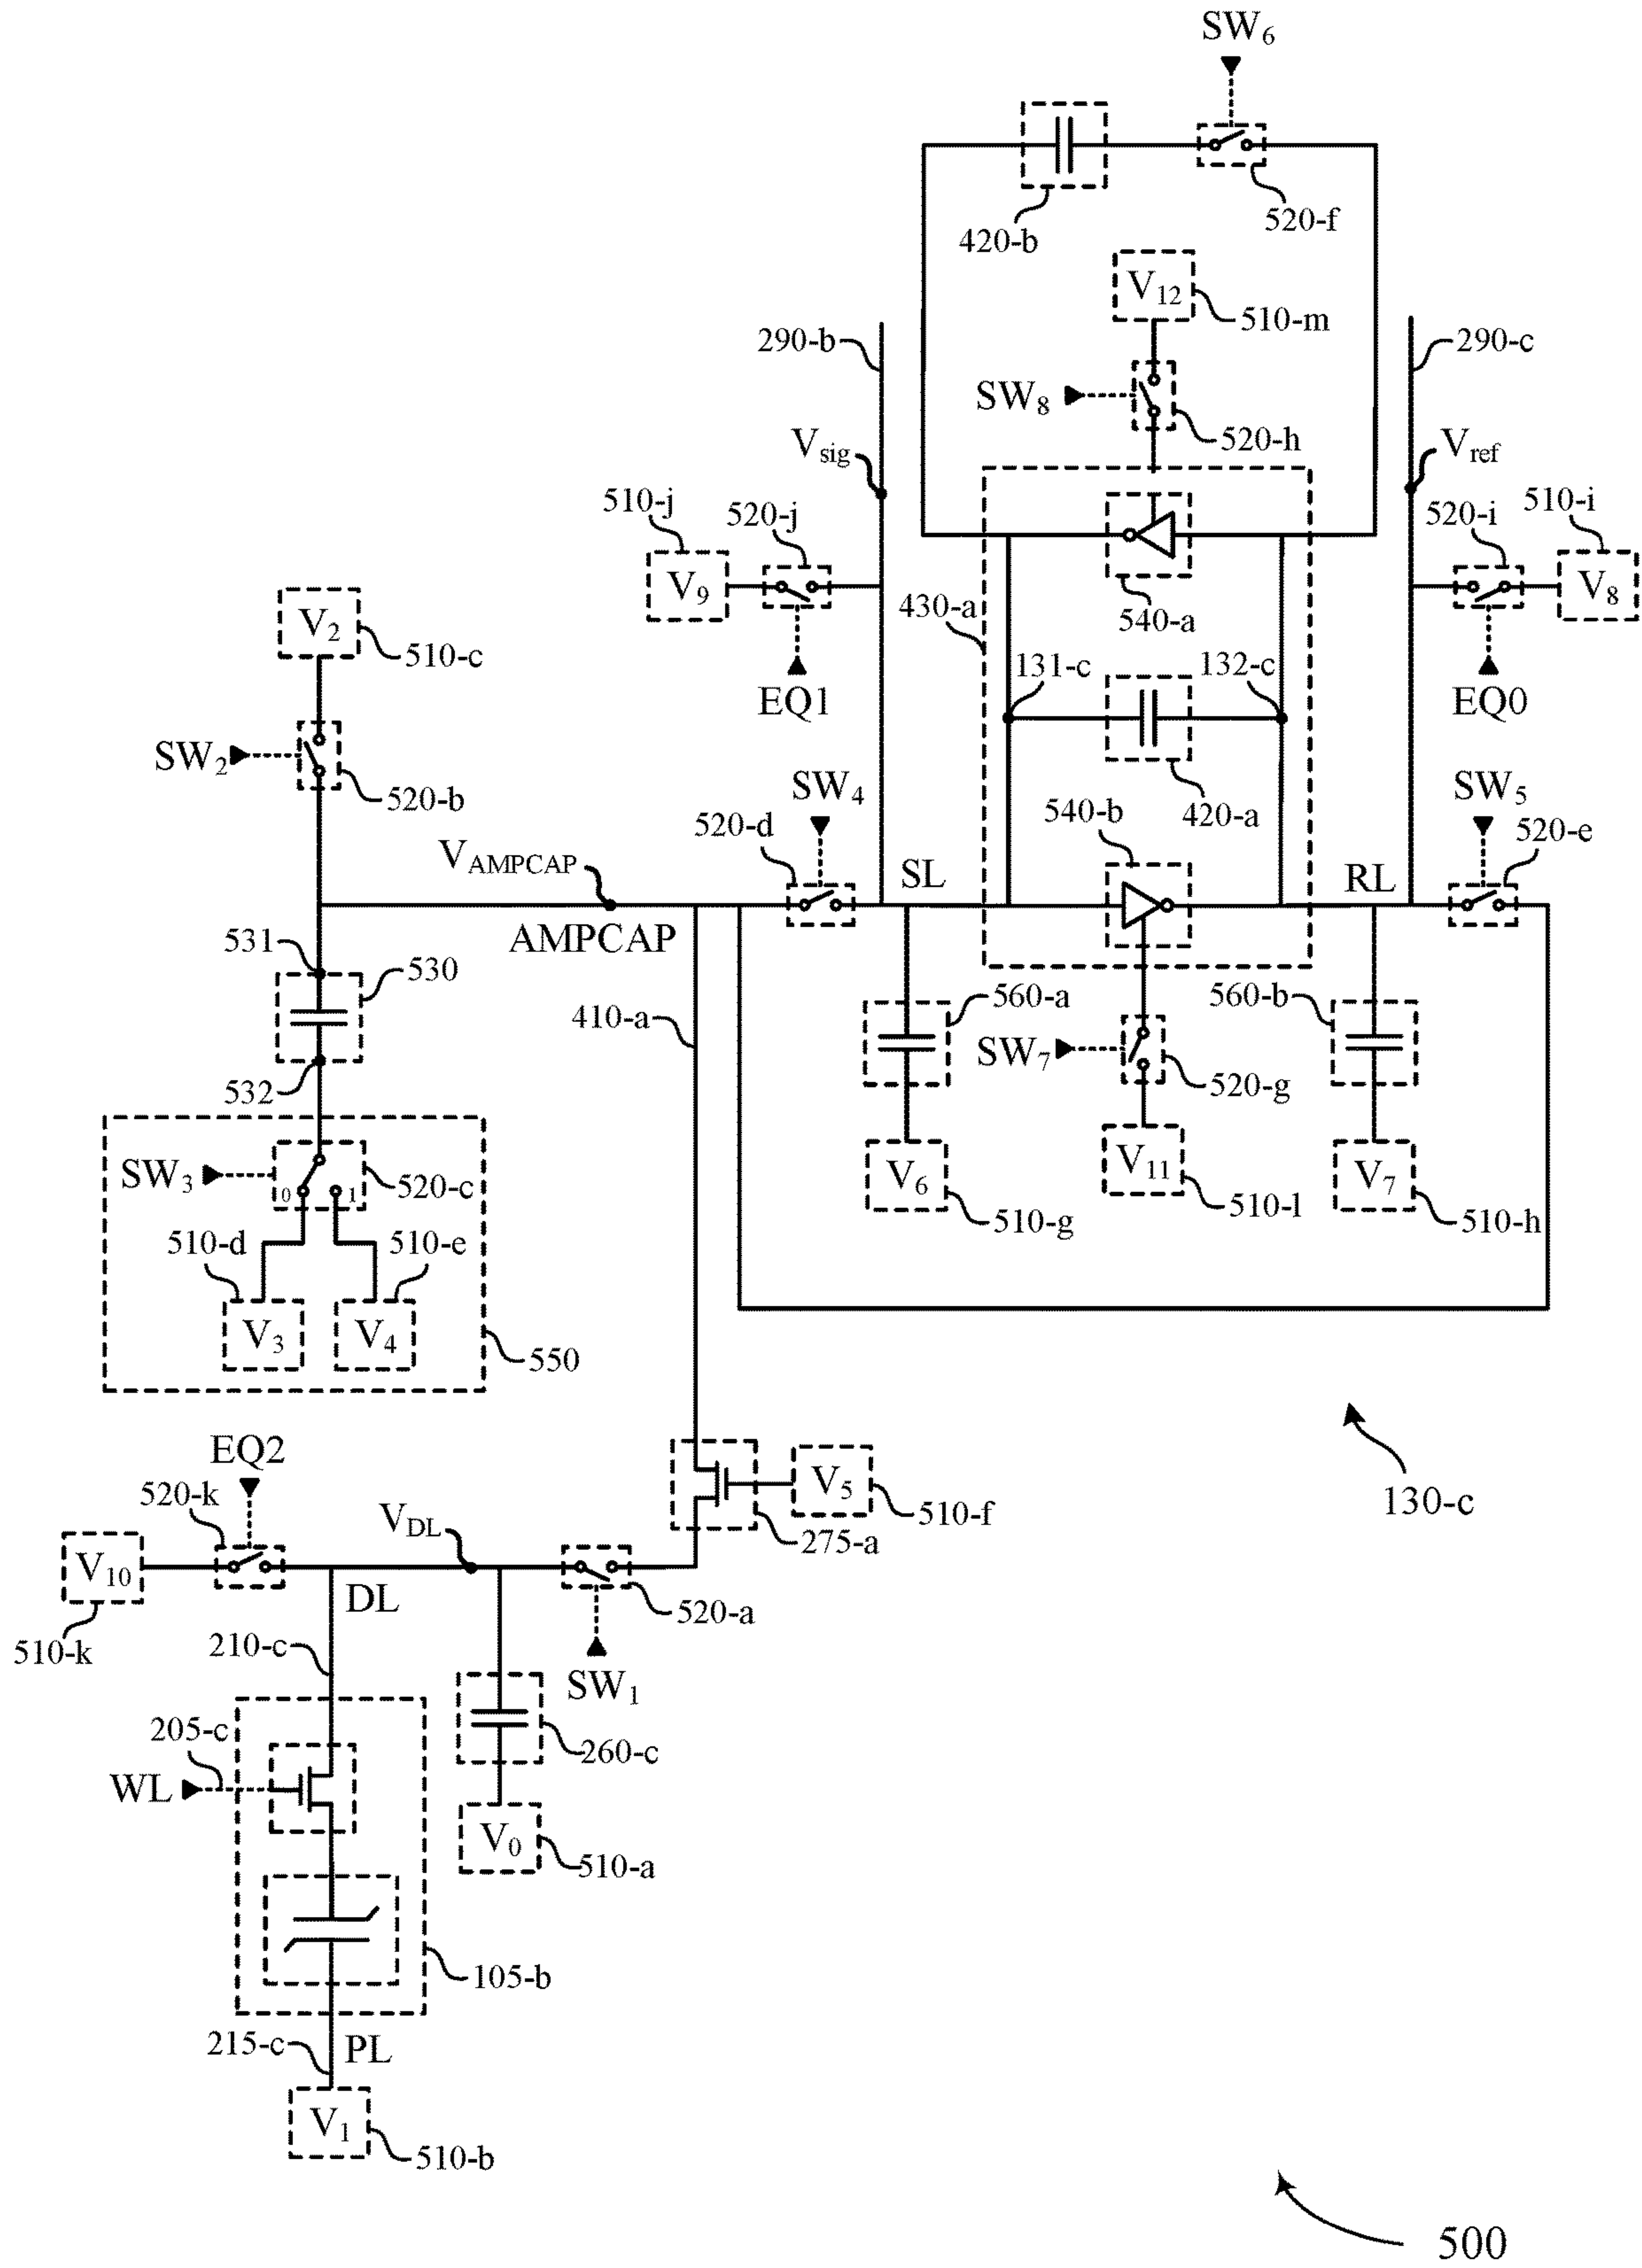 SW₆
420-b
520-f
V₁₂
510-m
290-b
290-c
SW₈
520-h
Vsig
Vref
510-j
520-j
520-i
510-i
V₉
V₈
430-a
540-a
V₂
510-c
131-c
132-c
EQ1
EQ0
SW₂
520-b
SW₄
420-a
SW₅
520-d
540-b
520-e
VAMPCAP
SL
RL
AMPCAP
531
530
560-a
560-b
410-a
SW₇
520-g
532
SW₃
0
1
520-c
V₆
V₁₁
V₇
510-g
510-l
510-h
510-d
510-e
V₃
V₄
550
EQ2
520-k
V₅
510-f
130-c
VDL
275-a
V₁₀
DL
520-a
510-k
210-c
SW₁
205-c
260-c
WL
V₀
510-a
105-b
215-c
PL
V₁
510-b
500